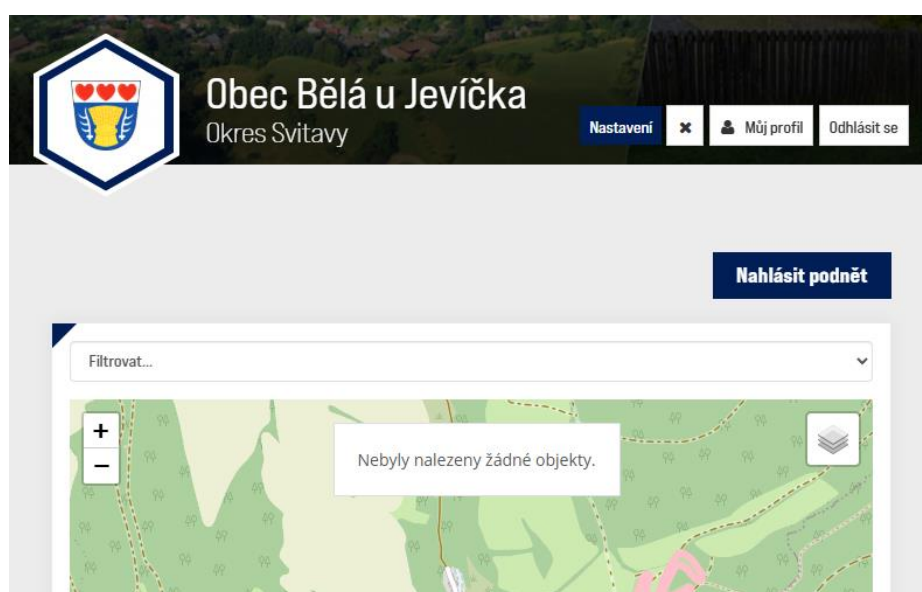 Obec Bělá u Jevíčka
Okres Svitavy
Nastavení
Můj profil
Odhlásit se
Nahlásit podnět
Filtrovat...
+
−
Nebyly nalezeny žádné objekty.